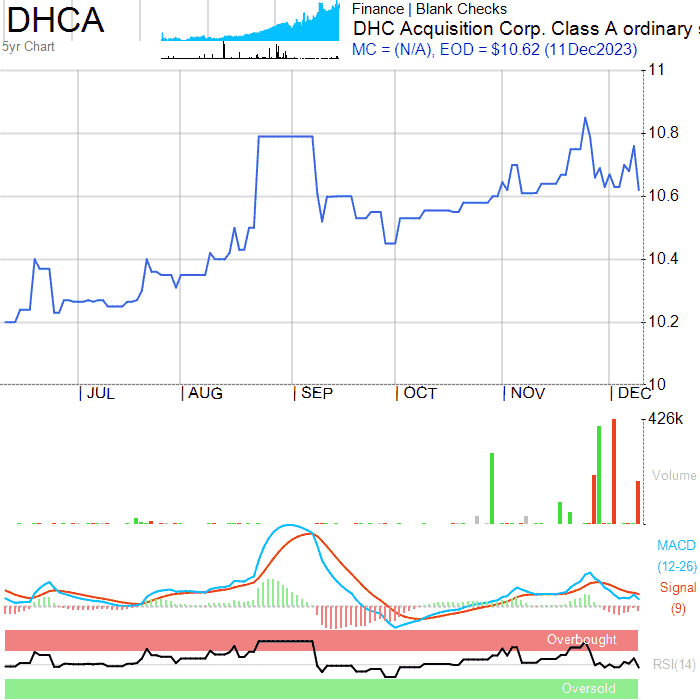 DHCA
5yr Chart
Finance | Blank Checks
DHC Acquisition Corp. Class A ordinary s
MC = (N/A), EOD = $10.62 (11Dec2023)
11
10.8
10.6
10.4
10.2
10
| JUL | AUG | SEP | OCT | NOV | DEC
426k
Volume
MACD
(12-26)
Signal
(9)
Overbought
RSI(14)
Oversold